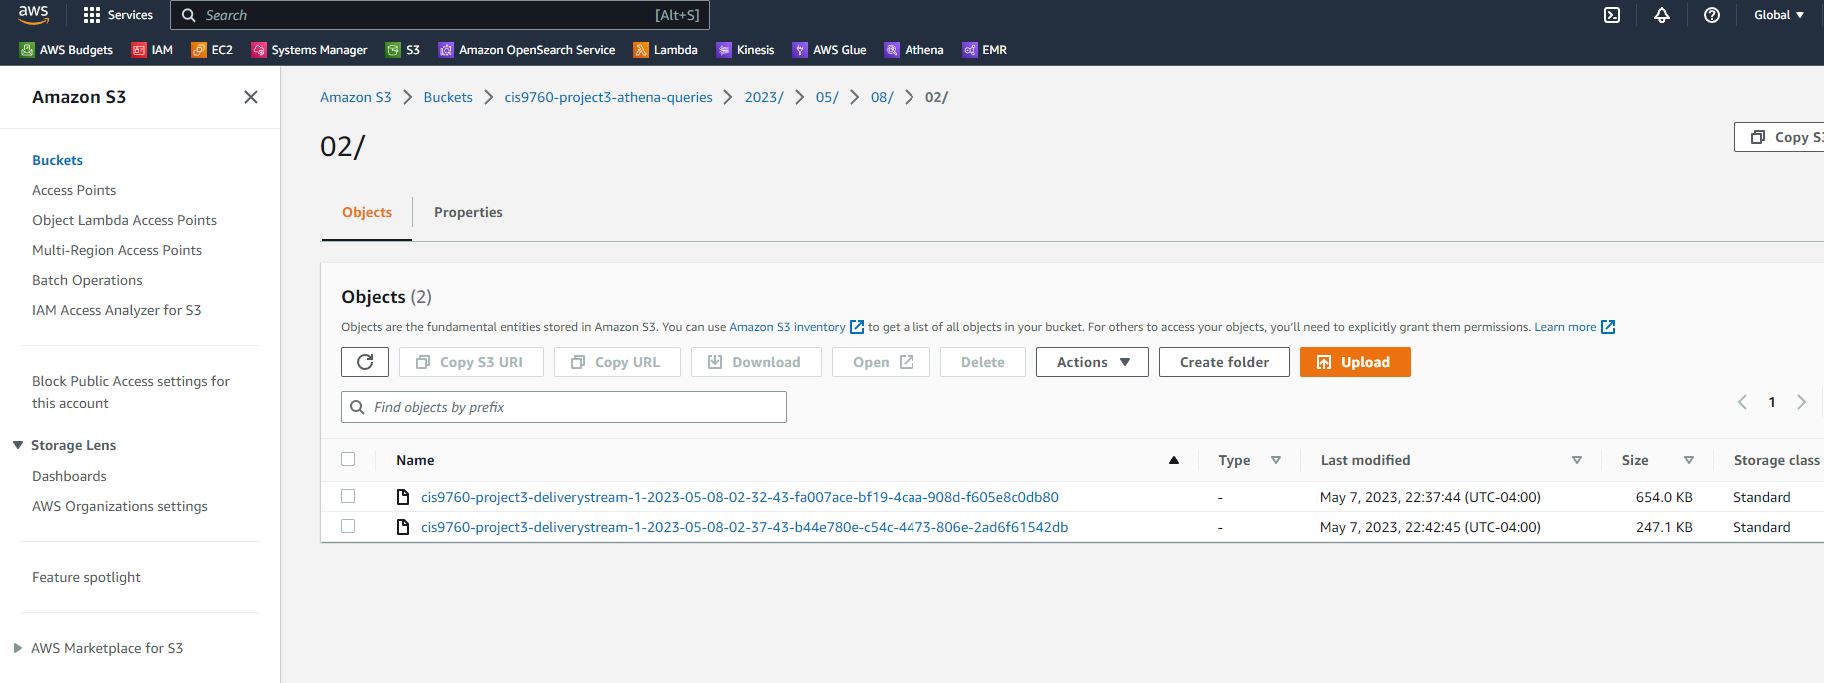 aws Services Search [Alt+S] Global
AWS Budgets IAM EC2 Systems Manager S3 Amazon OpenSearch Service Lambda Kinesis AWS Glue Athena EMR
Amazon S3
Buckets
Access Points
Object Lambda Access Points
Multi-Region Access Points
Batch Operations
IAM Access Analyzer for S3
Block Public Access settings for
this account
Storage Lens
Dashboards
AWS Organizations settings
Feature spotlight
AWS Marketplace for S3
Amazon S3 Buckets cis9760-project3-athena-queries 2023/ 05/ 08/ 02/
02/
Copy S3
Objects Properties
Objects (2)
Objects are the fundamental entities stored in Amazon S3. You can use Amazon S3 inventory to get a list of all objects in your bucket. For others to access your objects, you'll need to explicitly grant them permissions. Learn more
Copy S3 URI Copy URL Download Open Delete Actions Create folder Upload
Find objects by prefix
1
Name Type Last modified Size Storage class
cis9760-project3-deliverystream-1-2023-05-08-02-32-43-fa007ace-bf19-4caa-908d-f605e8c0db80 - May 7, 2023, 22:37:44 (UTC-04:00) 654.0 KB Standard
cis9760-project3-deliverystream-1-2023-05-08-02-37-43-b44e780e-c54c-4473-806e-2ad6f61542db - May 7, 2023, 22:42:45 (UTC-04:00) 247.1 KB Standard